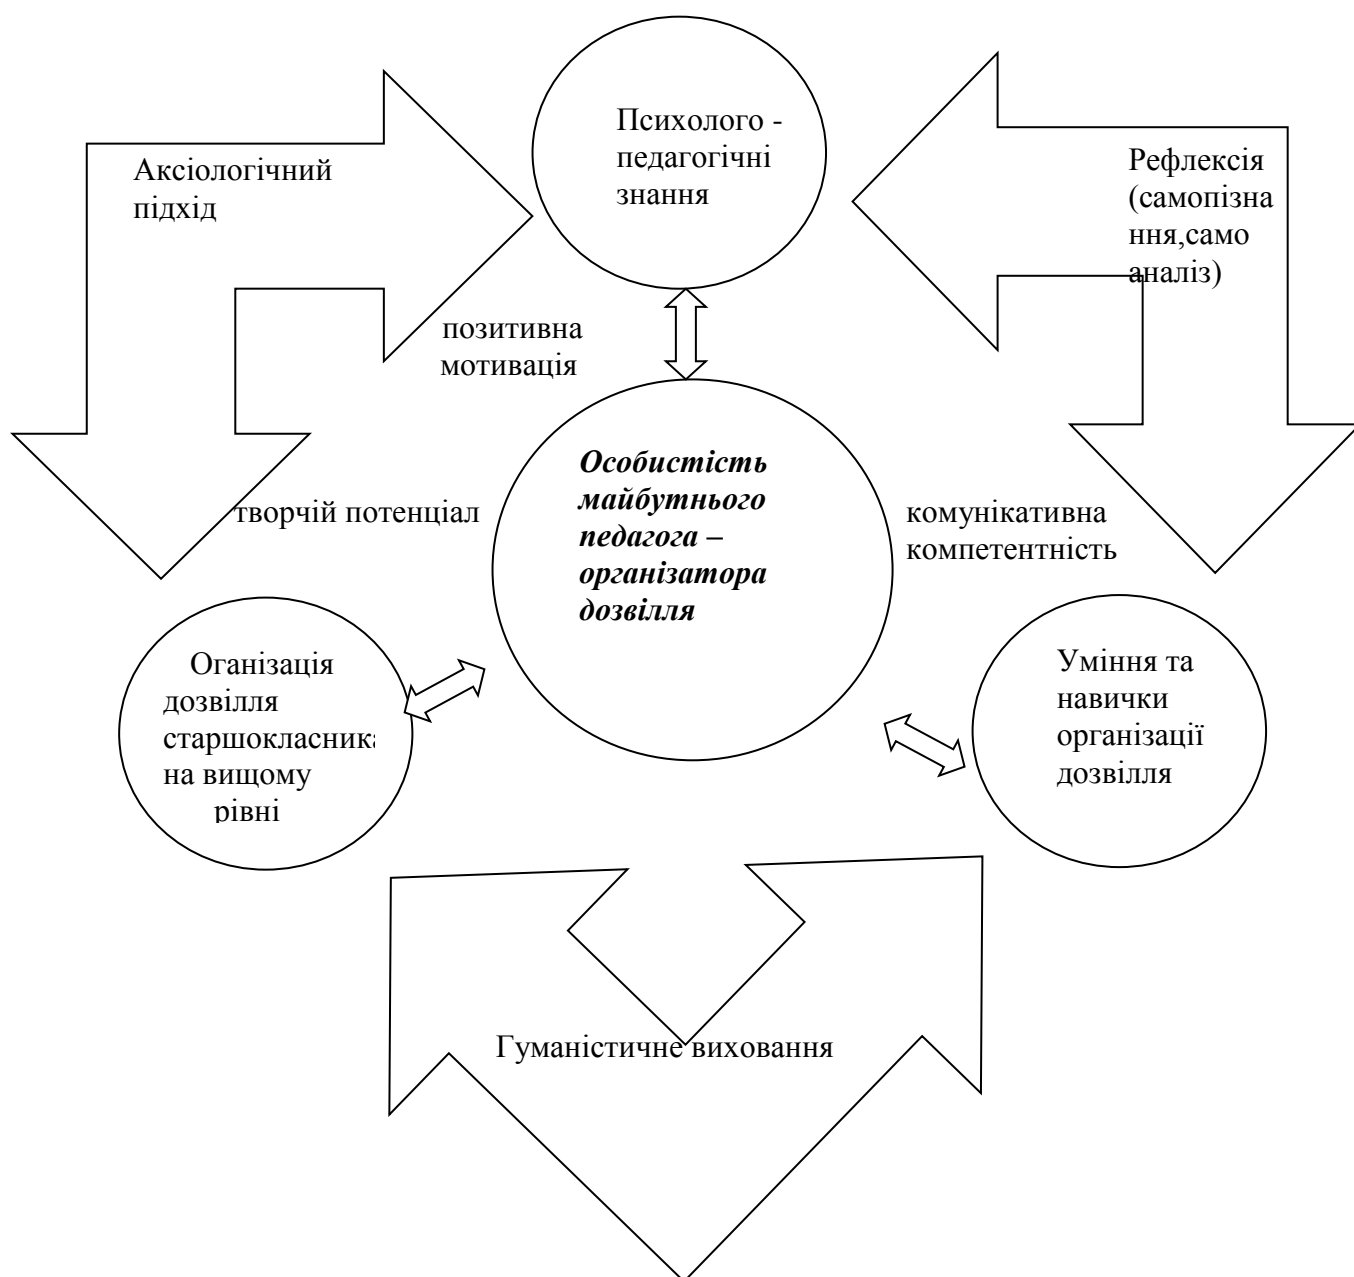 Психолого -
педагогічні
знання
Аксіологічний
підхід
Рефлексія
(самопізна
ння,само
аналіз)
позитивна
мотивація
Особистість
майбутнього
педагога –
організатора
дозвілля
творчій потенціал
комунікативна
компетентність
Оганізація
дозвілля
старшокласника
на вищому
рівні
Уміння та
навички
організації
дозвілля
Гуманістичне виховання